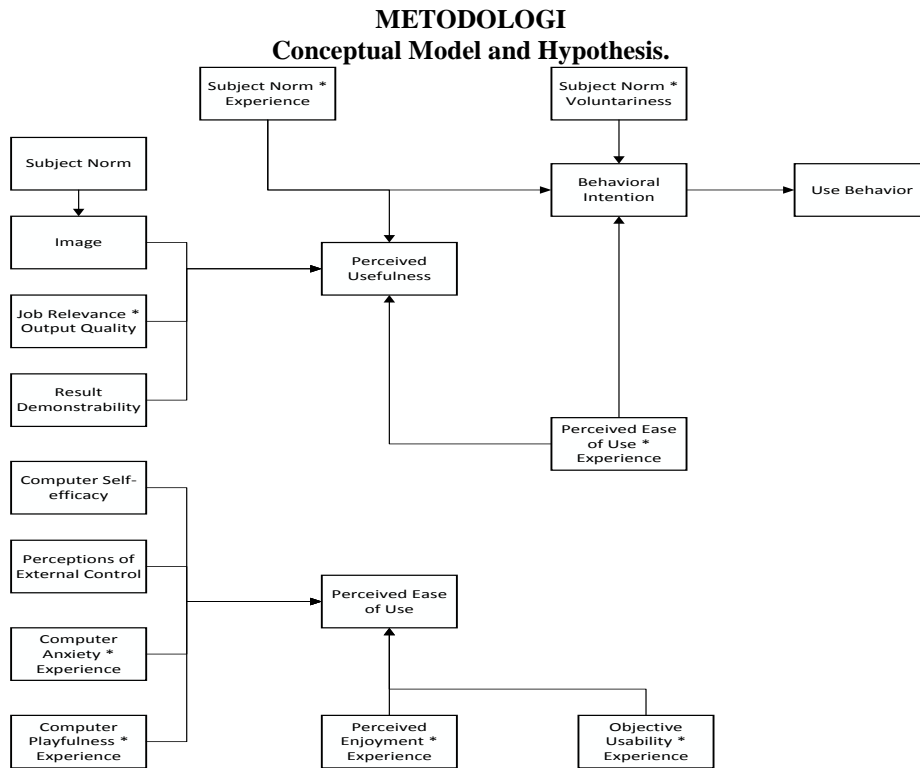 METODOLOGI
Conceptual Model and Hypothesis.
Subject Norm *
Experience
Subject Norm *
Voluntariness
Subject Norm
Behavioral
Intention
Use Behavior
Image
Perceived
Usefulness
Job Relevance *
Output Quality
Result
Demonstrability
Perceived Ease
of Use *
Experience
Computer Self-
efficacy
Perceptions of
External Control
Perceived Ease
of Use
Computer
Anxiety *
Experience
Computer
Playfulness *
Experience
Perceived
Enjoyment *
Experience
Objective
Usability *
Experience